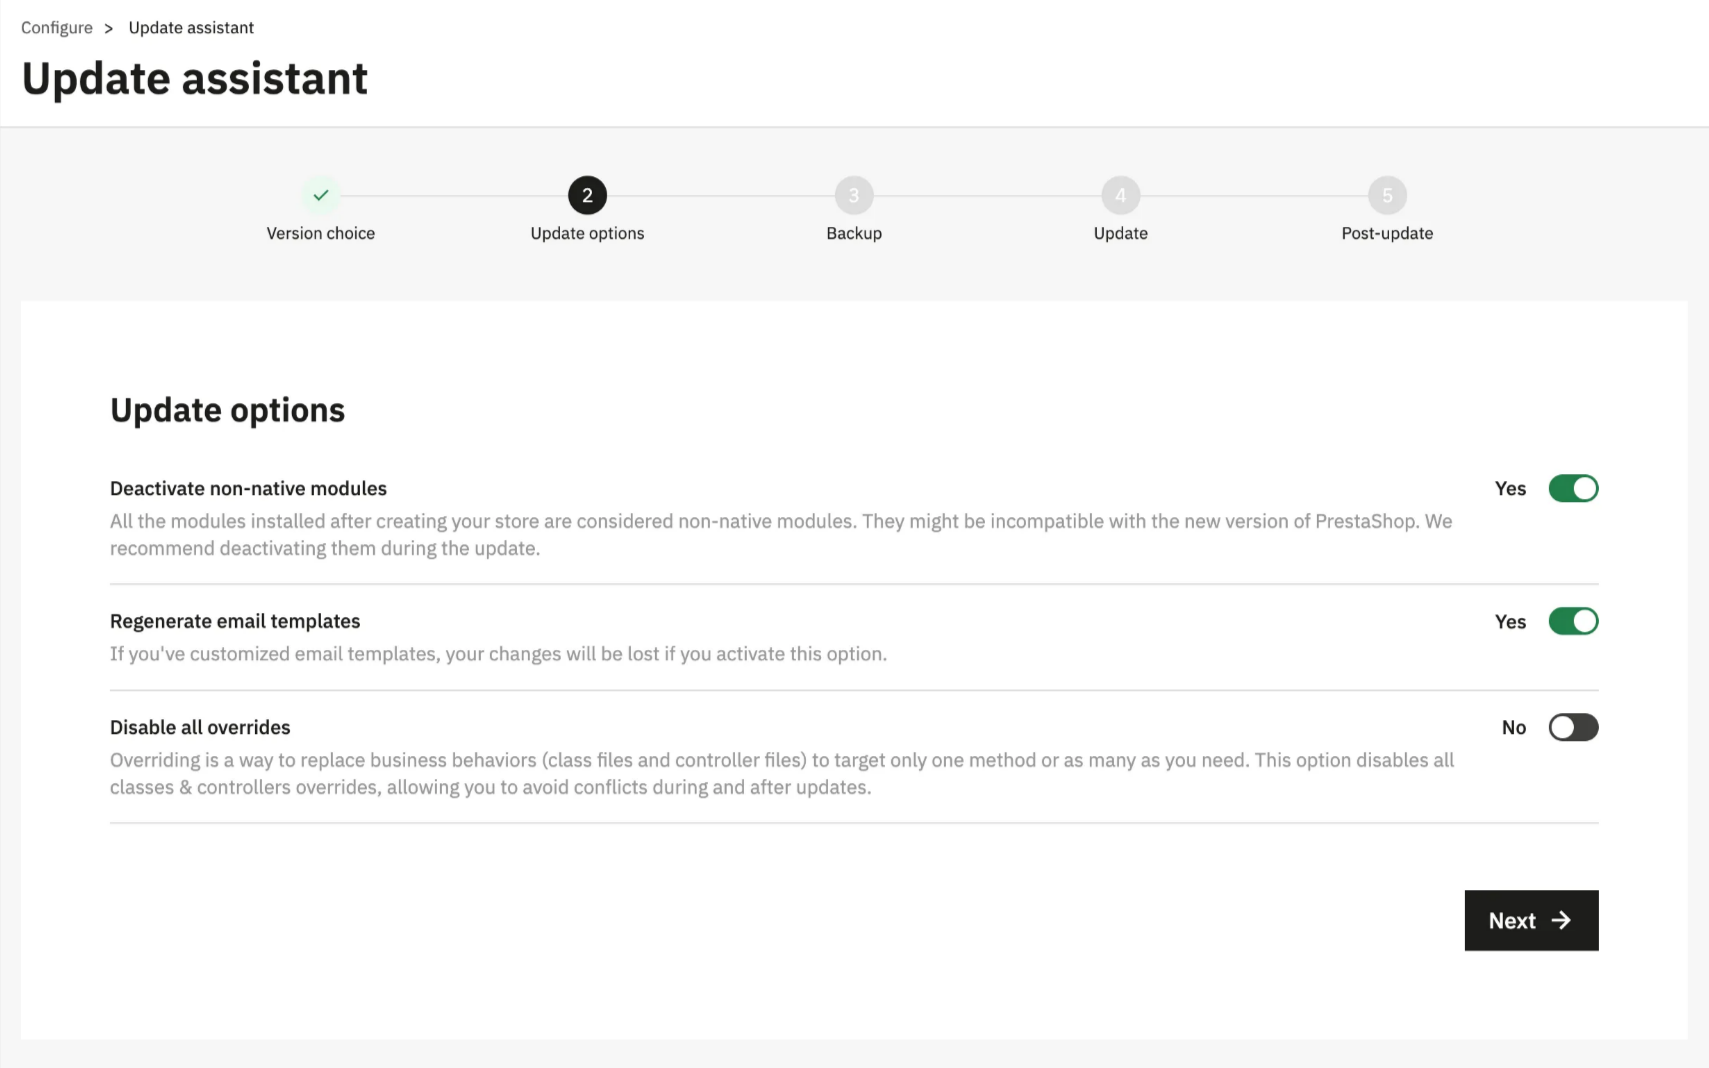 Configure > Update assistant
Update assistant
2
3
4
5
Version choice
Update options
Backup
Update
Post-update
Update options
Deactivate non-native modules
Yes
All the modules installed after creating your store are considered non-native modules. They might be incompatible with the new version of PrestaShop. We
recommend deactivating them during the update.
Regenerate email templates
Yes
If you've customized email templates, your changes will be lost if you activate this option.
Disable all overrides
No
Overriding is a way to replace business behaviors (class files and controller files) to target only one method or as many as you need. This option disables all
classes & controllers overrides, allowing you to avoid conflicts during and after updates.
Next →